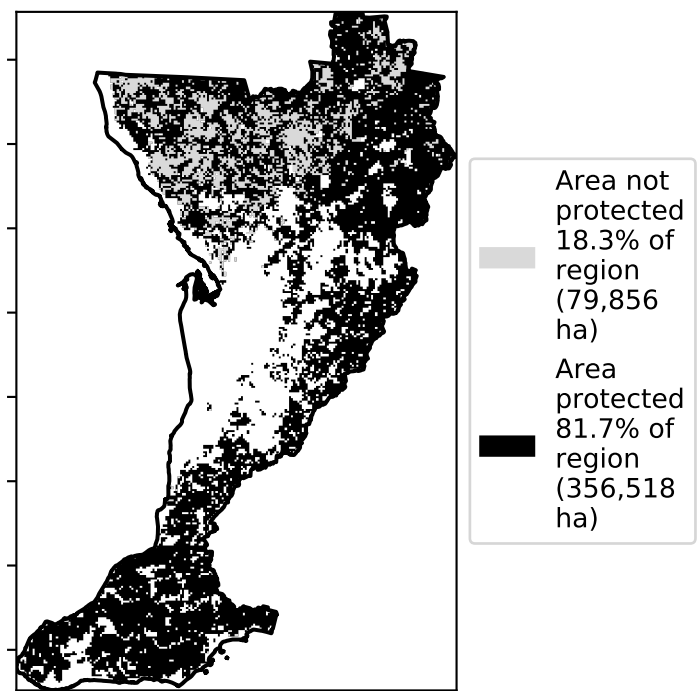 Area not
protected
18.3% of
region
(79,856
ha)
Area
protected
81.7% of
region
(356,518
ha)